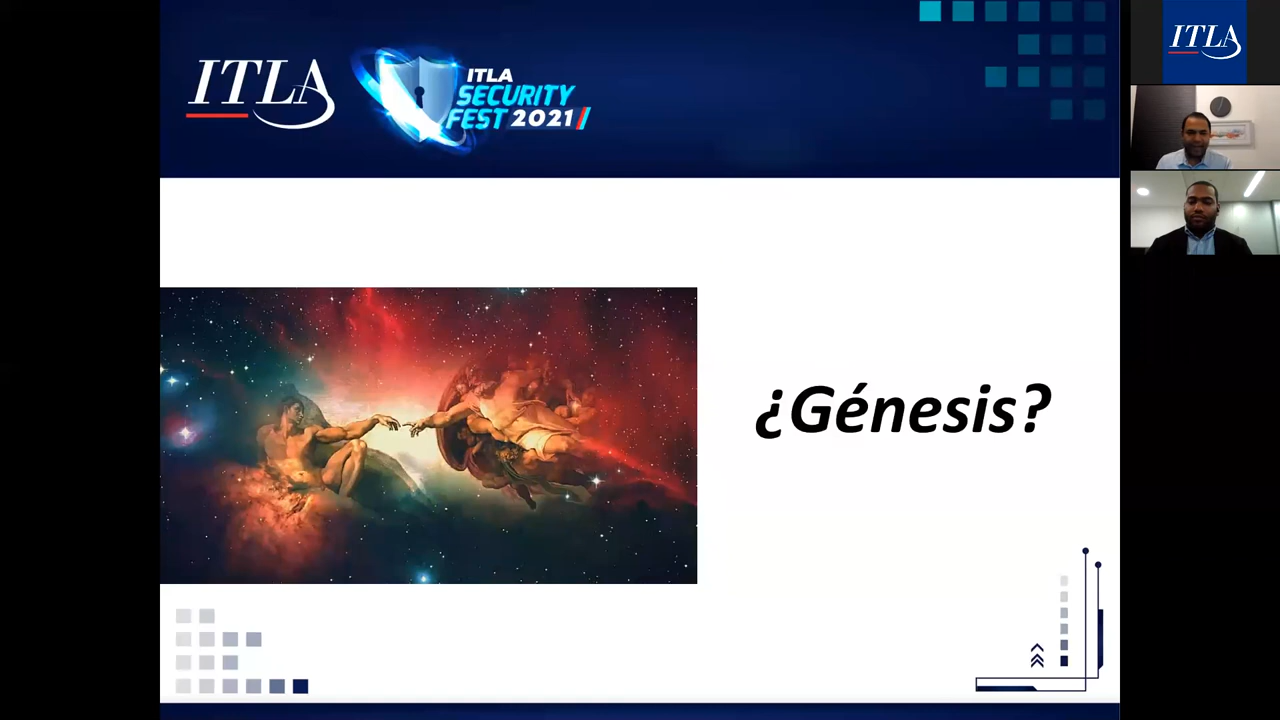 ITLA
ITLA
SECURITY
FEST 2021
¿Génesis?
ITLA